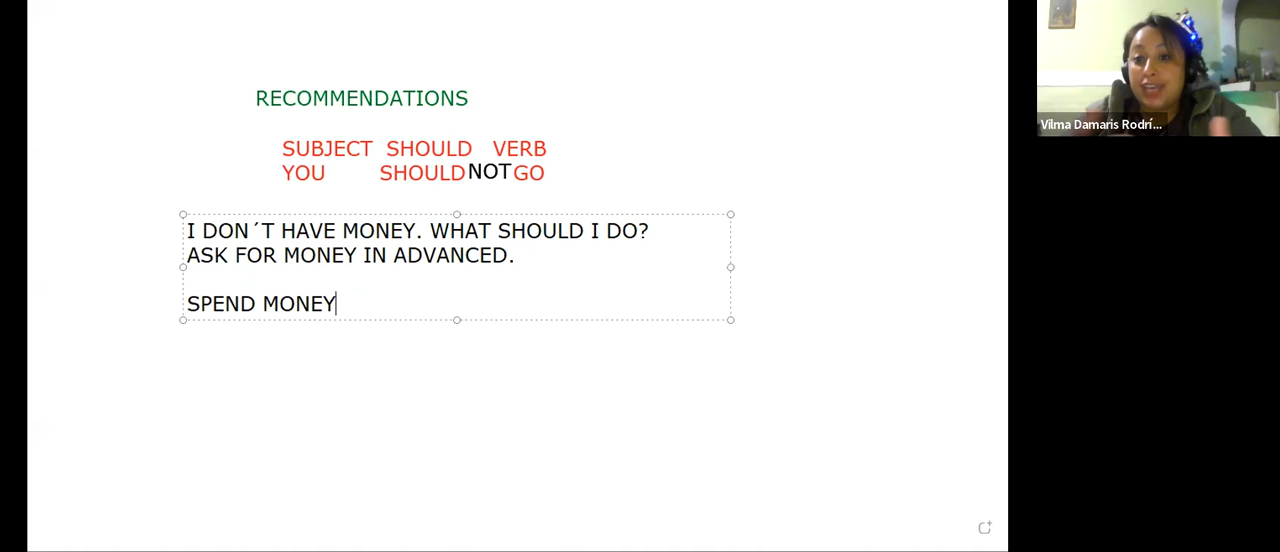 RECOMMENDATIONS
SUBJECT SHOULD VERB
YOU SHOULD NOT GO
I DON´T HAVE MONEY. WHAT SHOULD I DO?
ASK FOR MONEY IN ADVANCED.
SPEND MONEY
Vilma Damaris Rodrí...